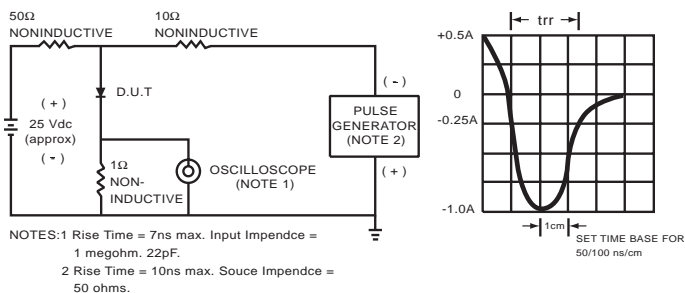 50Ω
NONINDUCTIVE
10Ω
NONINDUCTIVE
(+)
25 Vdc
(approx)
(-)
D.U.T
1Ω
NON-
INDUCTIVE
OSCILLOSCOPE
(NOTE 1)
(-)
PULSE
GENERATOR
(NOTE 2)
(+)
NOTES:1 Rise Time = 7ns max. Input Impendce =
1 megohm. 22pF.
2 Rise Time = 10ns max. Souce Impendce =
50 ohms.
trr
+0.5A
0
-0.25A
-1.0A
1cm
SET TIME BASE FOR
50/100 ns/cm